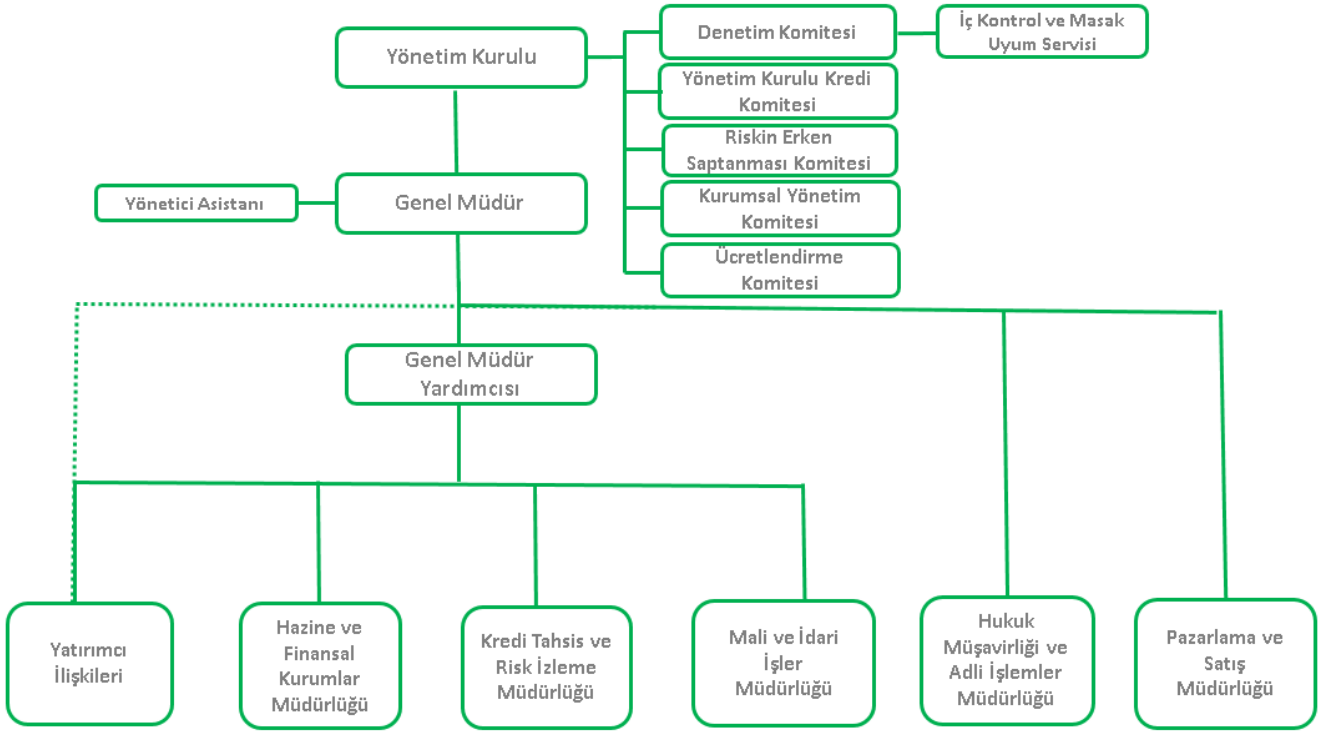 Yönetim Kurulu
Denetim Komitesi
İç Kontrol ve Masak
Uyum Servisi
Yönetim Kurulu Kredi
Komitesi
Riskin Erken
Saptanması Komitesi
Kurumsal Yönetim
Komitesi
Ücretlendirme
Komitesi
Yönetici Asistanı
Genel Müdür
Genel Müdür
Yardımcısı
Yatırımcı
İlişkileri
Hazine ve
Finansal
Kurumlar
Müdürlüğü
Kredi Tahsis ve
Risk İzleme
Müdürlüğü
Mali ve İdari
İşler
Müdürlüğü
Hukuk
Müşavirliği ve
Adli İşlemler
Müdürlüğü
Pazarlama ve
Satış
Müdürlüğü